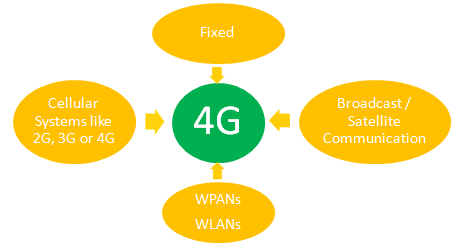 Fixed
Cellular
Systems like
2G, 3G or 4G
4G
Broadcast /
Satellite
Communication
WPANs
WLANs